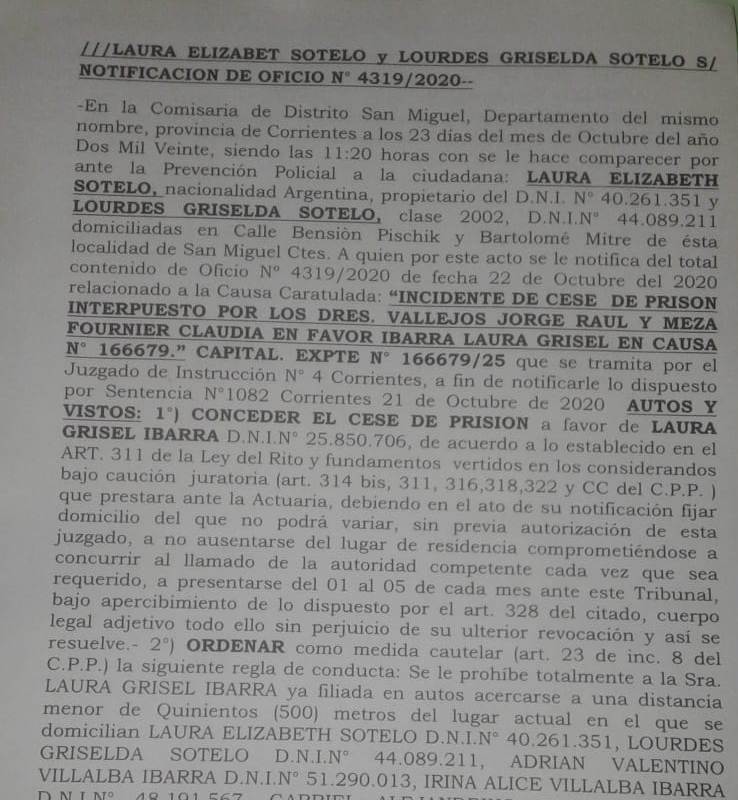 ///LAURA ELIZABET SOTELO y LOURDES GRISELDA SOTELO S/
NOTIFICACION DE OFICIO N° 4319/2020--
-En la Comisaria de Distrito San Miguel, Departamento del mismo
nombre, provincia de Corrientes a los 23 días del mes de Octubre del año
Dos Mil Veinte, siendo las 11:20 horas con se le hace comparecer por
ante la Prevención Policial a la ciudadana: LAURA ELIZABETH
SOTELO, nacionalidad Argentina, propietario del D.N.I. N° 40.261.351 y
LOURDES GRISELDA SOTELO, clase 2002, D.N.I.N° 44.089.211
domiciliadas en Calle Bensiòn Pischik y Bartolomé Mitre de ésta
localidad de San Miguel Ctes. A quien por este acto se le notifica del total
contenido de Oficio Nº 4319/2020 de fecha 22 de Octubre del 2020
relacionado a la Causa Caratulada: “INCIDENTE DE CESE DE PRISON
INTERPUESTO POR LOS DRES. VALLEJOS JORGE RAUL Y MEZA
FOURNIER CLAUDIA EN FAVOR IBARRA LAURA GRISEL EN CAUSA
N° 166679.” CAPITAL. EXPTE N° 166679/25 que se tramita por el
Juzgado de Instrucción N° 4 Corrientes, a fin de notificarle lo dispuesto
por Sentencia N°1082 Corrientes 21 de Octubre de 2020 AUTOS Y
VISTOS: 1°) CONCEDER EL CESE DE PRISION a favor de LAURA
GRISEL IBARRA D.N.I.N° 25.850.706, de acuerdo a lo establecido en el
ART. 311 de la Ley del Rito y fundamentos vertidos en los considerandos
bajo caución juratoria (art. 314 bis, 311, 316,318,322 y CC del C.P.P. )
que prestara ante la Actuaria, debiendo en el ato de su notificación fijar
domicilio del que no podrá variar, sin previa autorización de esta
juzgado, a no ausentarse del lugar de residencia comprometiéndose a
concurrir al llamado de la autoridad competente cada vez que sea
requerido, a presentarse del 01 al 05 de cada mes ante este Tribunal,
bajo apercibimiento de lo dispuesto por el art. 328 del citado, cuerpo
legal adjetivo todo ello sin perjuicio de su ulterior revocación y así se
resuelve.- 2°) ORDENAR como medida cautelar (art. 23 de inc. 8 del
C.P.P.) la siguiente regla de conducta: Se le prohíbe totalmente a la Sra.
LAURA GRISEL IBARRA ya filiada en autos acercarse a una distancia
menor de Quinientos (500) metros del lugar actual en el que se
domicilian LAURA ELIZABETH SOTELO D.N.I.N° 40.261.351, LOURDES
GRISELDA SOTELO D.N.I.N° 44.089.211, ADRIAN VALENTINO
VILLALBA IBARRA D.N.I.N° 51.290.013, IRINA ALICE VILLALBA IBARRA
D.N.I.N° 48.191.567, GABRIEL